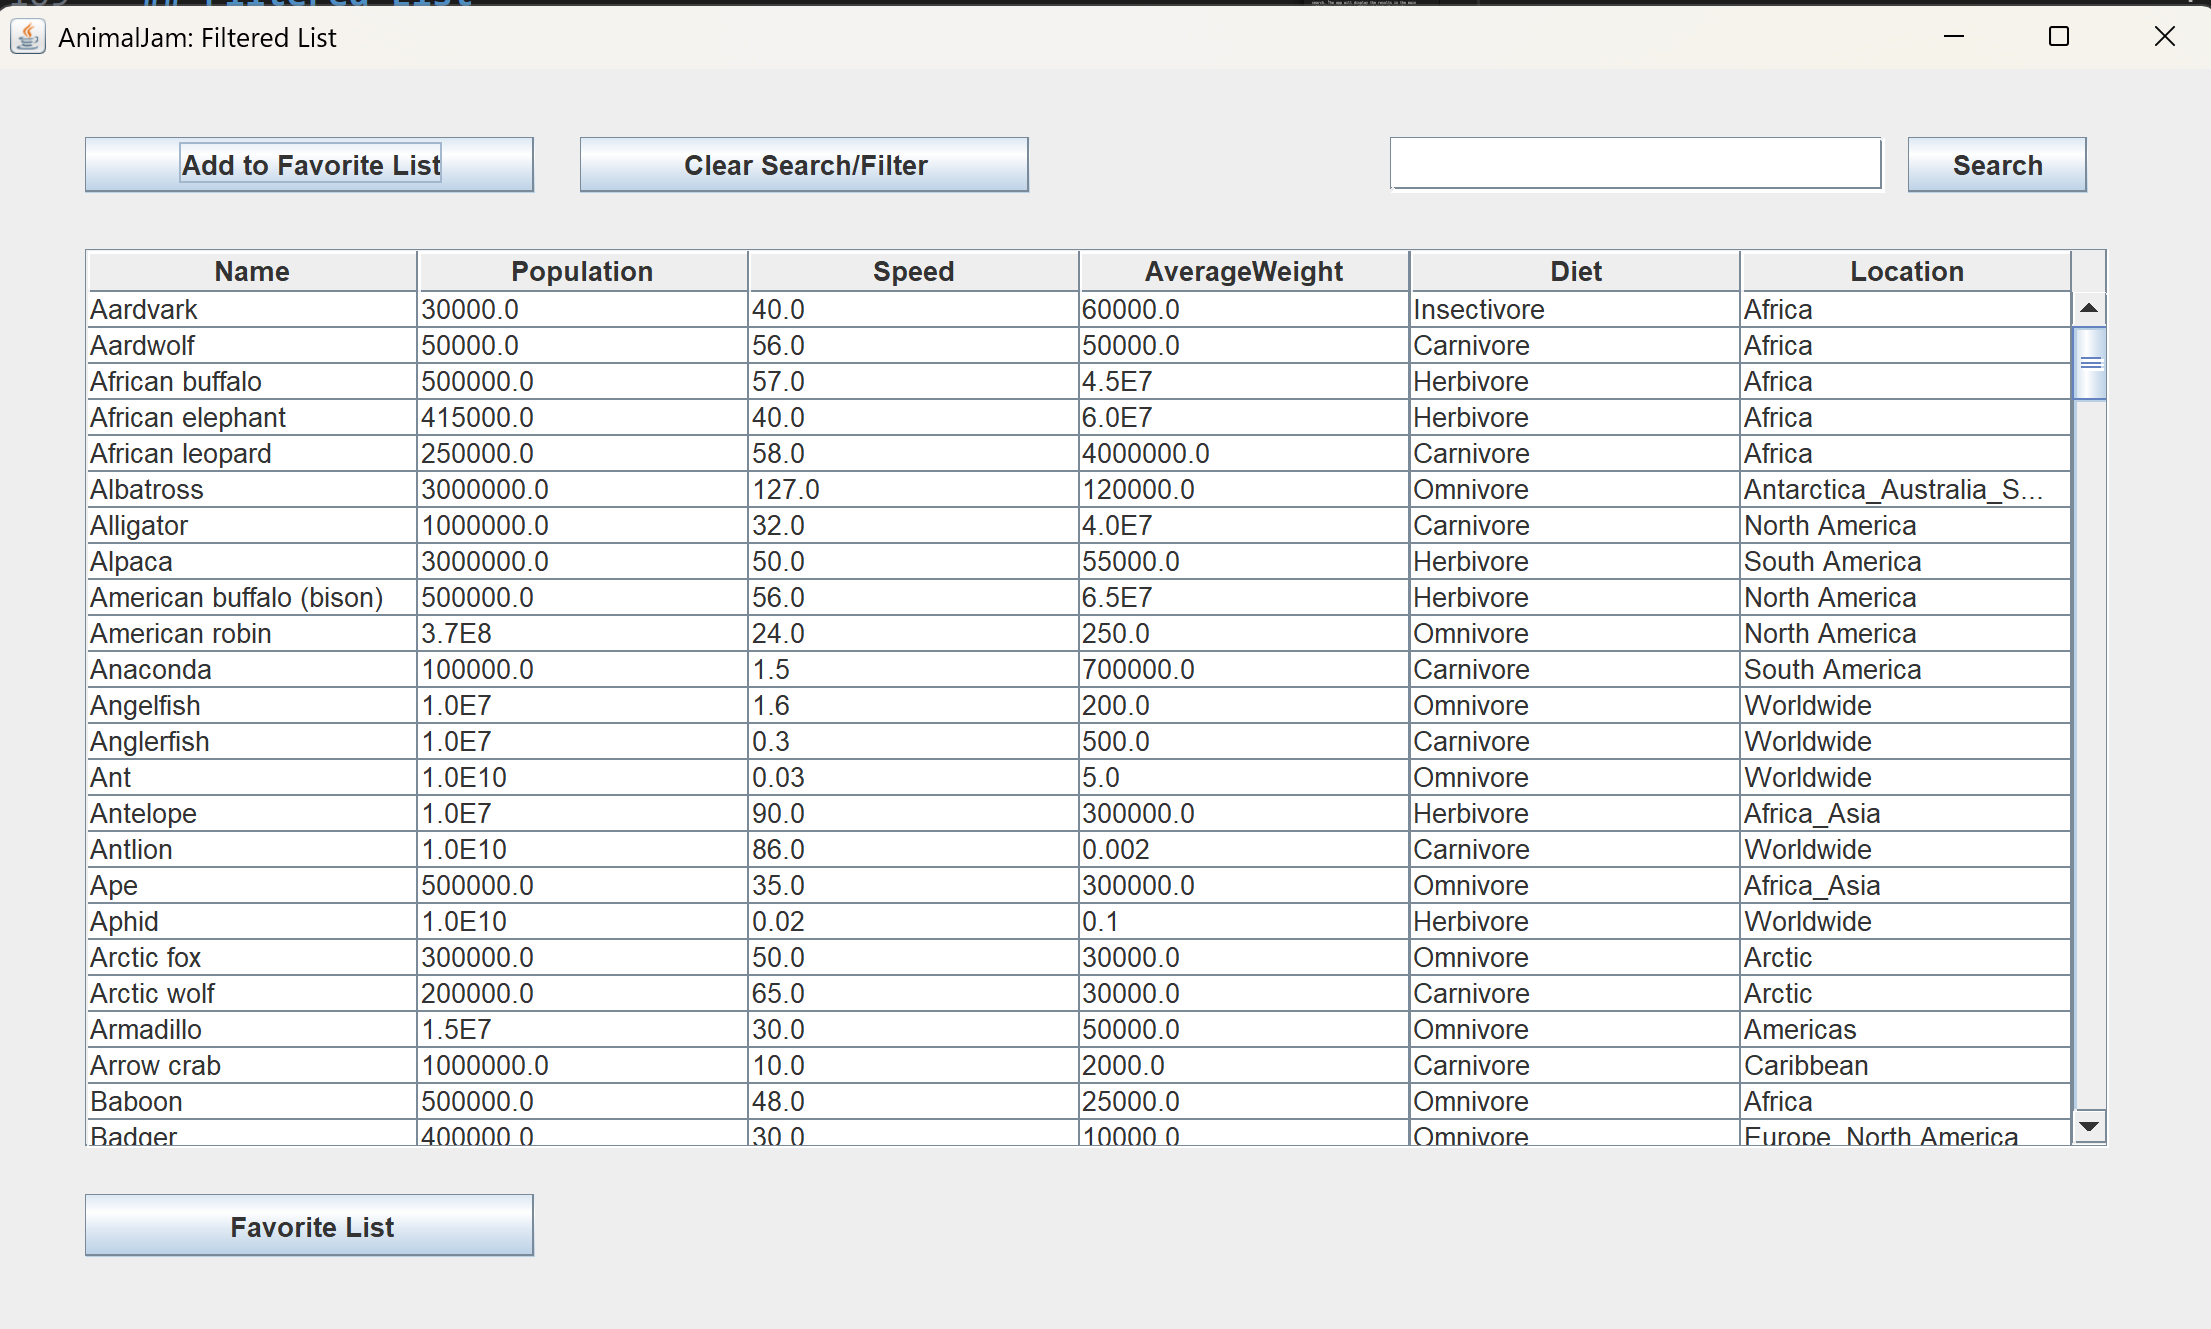 ## Filtered List
AnimalJam: Filtered List
Add to Favorite List Clear Search/Filter Search
Name Population Speed AverageWeight Diet Location
Aardvark 30000.0 40.0 60000.0 Insectivore Africa
Aardwolf 50000.0 56.0 50000.0 Carnivore Africa
African buffalo 500000.0 57.0 4.5E7 Herbivore Africa
African elephant 415000.0 40.0 6.0E7 Herbivore Africa
African leopard 250000.0 58.0 4000000.0 Carnivore Africa
Albatross 3000000.0 127.0 120000.0 Omnivore Antarctica_Australia_S...
Alligator 1000000.0 32.0 4.0E7 Carnivore North America
Alpaca 3000000.0 50.0 55000.0 Herbivore South America
American buffalo (bison) 500000.0 56.0 6.5E7 Herbivore North America
American robin 3.7E8 24.0 250.0 Omnivore North America
Anaconda 100000.0 1.5 700000.0 Carnivore South America
Angelfish 1.0E7 1.6 200.0 Omnivore Worldwide
Anglerfish 1.0E7 0.3 500.0 Carnivore Worldwide
Ant 1.0E10 0.03 5.0 Omnivore Worldwide
Antelope 1.0E7 90.0 300000.0 Herbivore Africa_Asia
Antlion 1.0E10 86.0 0.002 Carnivore Worldwide
Ape 500000.0 35.0 300000.0 Omnivore Africa_Asia
Aphid 1.0E10 0.02 0.1 Herbivore Worldwide
Arctic fox 300000.0 50.0 30000.0 Omnivore Arctic
Arctic wolf 200000.0 65.0 30000.0 Carnivore Arctic
Armadillo 1.5E7 30.0 50000.0 Omnivore Americas
Arrow crab 1000000.0 10.0 2000.0 Carnivore Caribbean
Baboon 500000.0 48.0 25000.0 Omnivore Africa
Badger 400000.0 30.0 10000.0 Omnivore Europe_North America
Favorite List